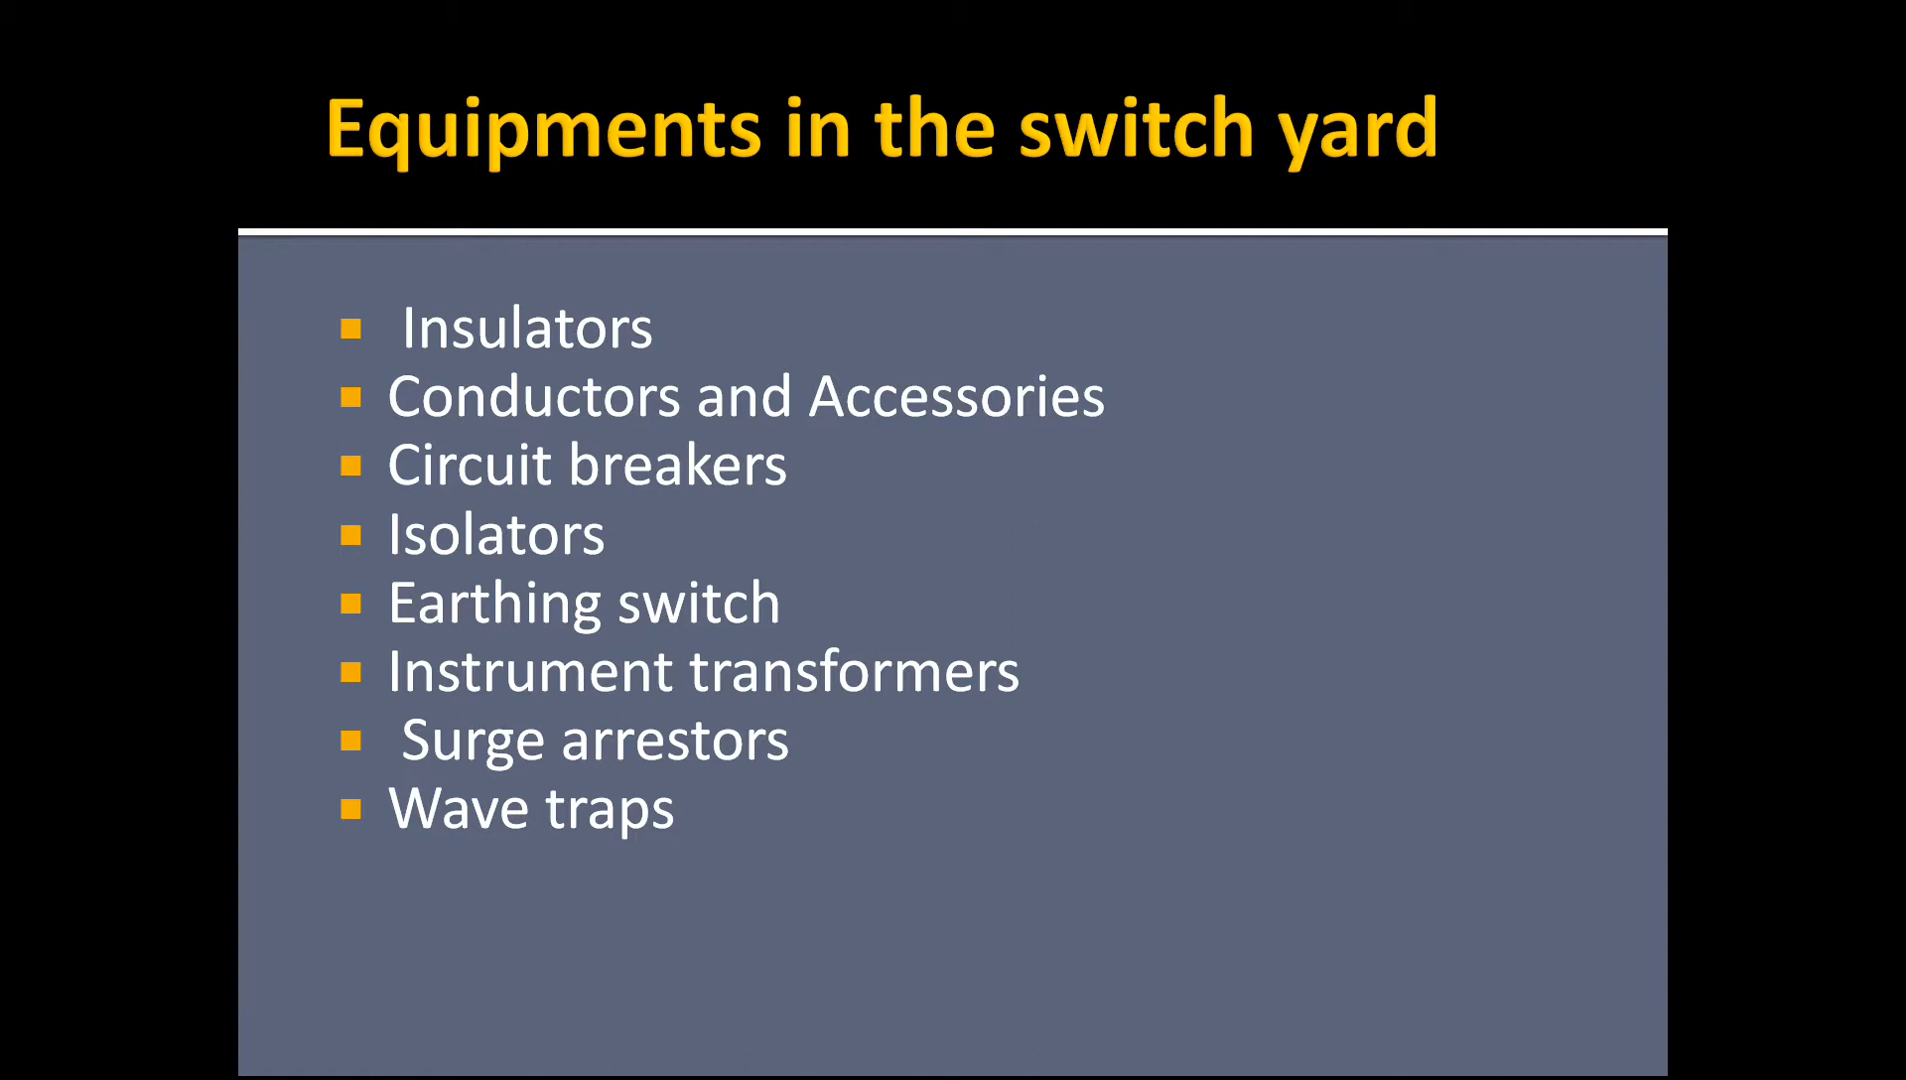 Equipments in the switch yard
Insulators
Conductors and Accessories
Circuit breakers
Isolators
Earthing switch
Instrument transformers
Surge arrestors
Wave traps